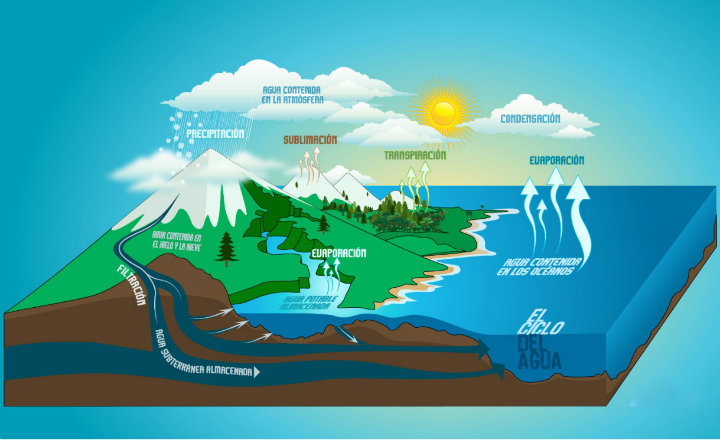 AGUA CONTENIDA
EN LA ATMÓSFERA
PRECIPITACIÓN
SUBLIMACIÓN
CONDENSACIÓN
TRANSPIRACIÓN
EVAPORACIÓN
AGUA CONTENIDA EN
EL HIELO Y LA NIEVE
EVAPORACIÓN
AGUA CONTENIDA
EN LOS OCÉANOS
FILTRACIÓN
AGUA POTABLE
ALMACENADA
EL
CICLO
DEL
AGUA
AGUA SUBTERRÁNEA ALMACENADA